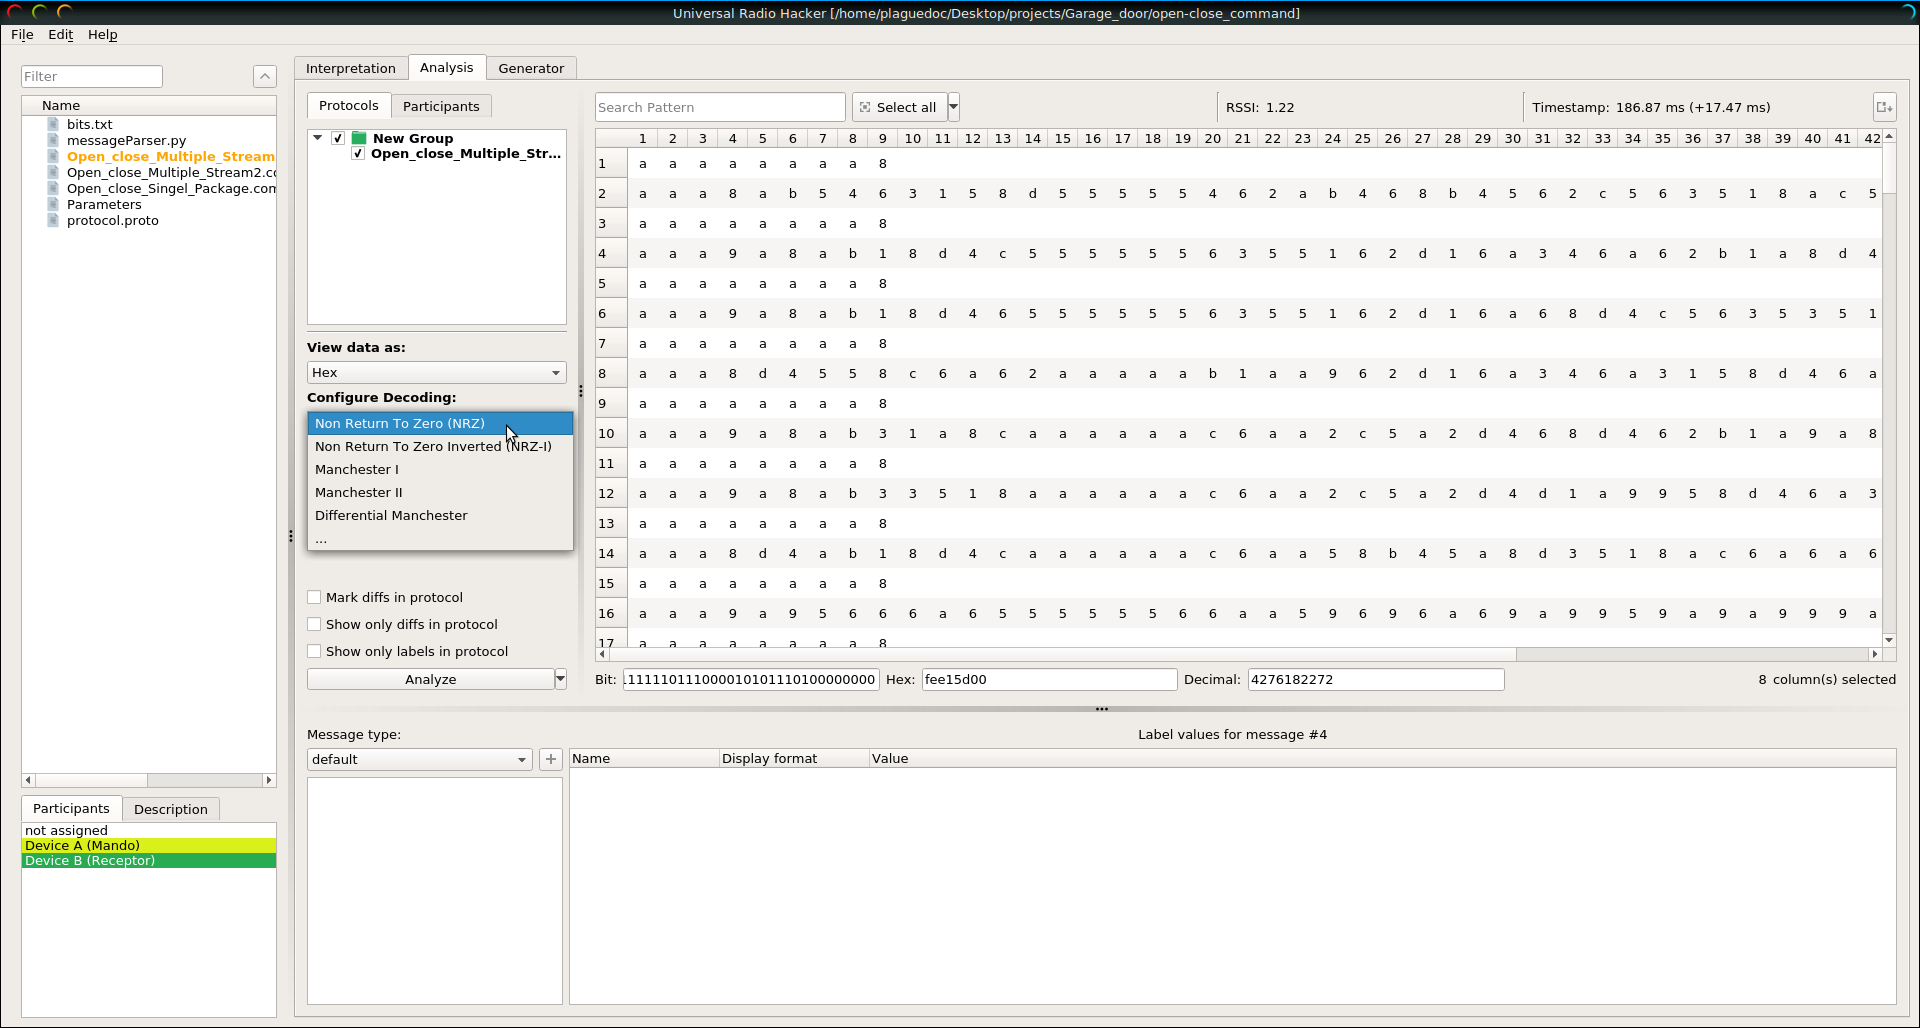 Universal Radio Hacker [/home/plaguedoc/Desktop/projects/Garage_door/open-close_command]
File Edit Help
Filter
Name
bits.txt
messageParser.py
Open_close_Multiple_Stream
Open_close_Multiple_Stream2.co
Open_close_Singel_Package.com
Parameters
protocol.proto
Participants Description
not assigned
Device A (Mando)
Device B (Receptor)
Interpretation Analysis Generator
Protocols Participants
New Group
Open_close_Multiple_Str...
View data as:
Hex
Configure Decoding:
Non Return To Zero (NRZ)
Non Return To Zero Inverted (NRZ-I)
Manchester I
Manchester II
Differential Manchester
...
Mark diffs in protocol
Show only diffs in protocol
Show only labels in protocol
Analyze
Search Pattern Select all RSSI: 1.22 Timestamp: 186.87 ms (+17.47 ms)
1 2 3 4 5 6 7 8 9 10 11 12 13 14 15 16 17 18 19 20 21 22 23 24 25 26 27 28 29 30 31 32 33 34 35 36 37 38 39 40 41 42
1 a a a a a a a a 8
2 a a a 8 a b 5 4 6 3 1 5 8 d 5 5 5 5 5 4 6 2 a b 4 6 8 b 4 5 6 2 c 5 6 3 5 1 8 a c 5
3 a a a a a a a a 8
4 a a a 9 a 8 a b 1 8 d 4 c 5 5 5 5 5 5 6 3 5 5 1 6 2 d 1 6 a 3 4 6 a 6 2 b 1 a 8 d 4
5 a a a a a a a a 8
6 a a a 9 a 8 a b 1 8 d 4 6 5 5 5 5 5 5 6 3 5 5 1 6 2 d 1 6 a 6 8 d 4 c 5 6 3 5 3 5 1
7 a a a a a a a a 8
8 a a a 8 d 4 5 5 8 c 6 a 6 2 a a a a a b 1 a a 9 6 2 d 1 6 a 3 4 6 a 3 1 5 8 d 4 6 a
9 a a a a a a a a 8
10 a a a 9 a 8 a b 3 1 a 8 c a a a a a a c 6 a a 2 c 5 a 2 d 4 6 8 d 4 6 2 b 1 a 9 a 8
11 a a a a a a a a 8
12 a a a 9 a 8 a b 3 3 5 1 8 a a a a a a c 6 a a 2 c 5 a 2 d 4 d 1 a 9 9 5 8 d 4 6 a 3
13 a a a a a a a a 8
14 a a a 8 d 4 a b 1 8 d 4 c a a a a a a c 6 a a 5 8 b 4 5 a 8 d 3 5 1 8 a c 6 a 6 a 6
15 a a a a a a a a 8
16 a a a 9 a 9 5 6 6 6 a 6 5 5 5 5 5 5 6 6 a a 5 9 6 9 6 a 6 9 a 9 9 5 9 a 9 a 9 9 9 a
17 a a a a a a a a 8
Bit: 1111110111000010101110100000000 Hex: fee15d00 Decimal: 4276182272 8 column(s) selected
Message type:
default
+
Label values for message #4
Name Display format Value